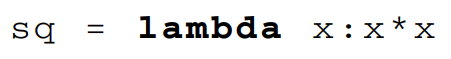 sq = lambda x:x*x